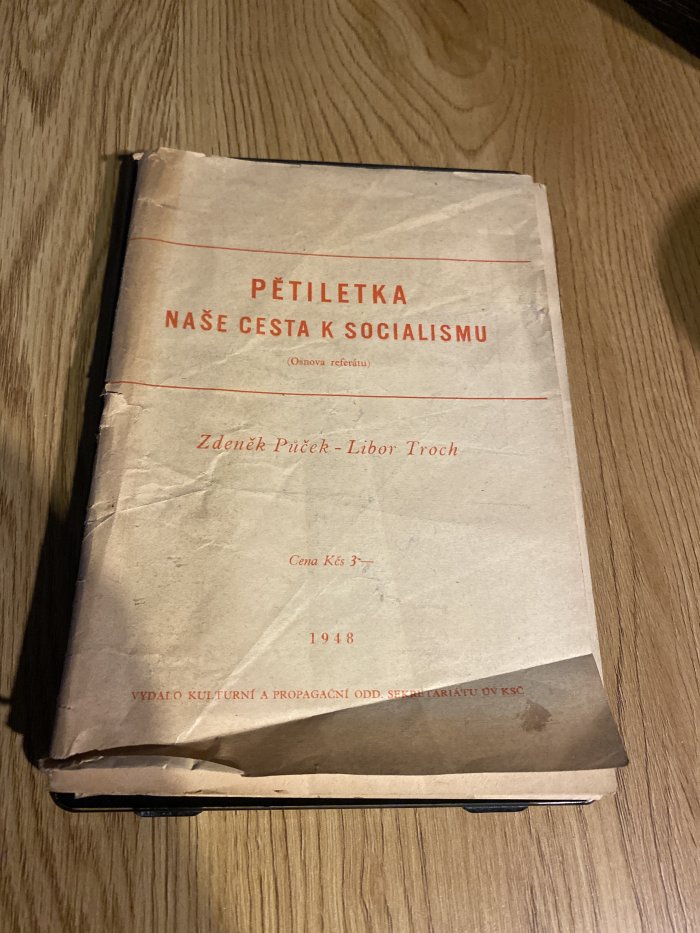 PĚTILETKA
NAŠE CESTA K SOCIALISMU
(Osnova referátu)
Zdeněk Půček - Libor Troch
Cena Kčs 3·—
1948
VYDALO KULTURNÍ A PROPAGAČNÍ ODD. SEKRETARIÁTU ÚV KSČ